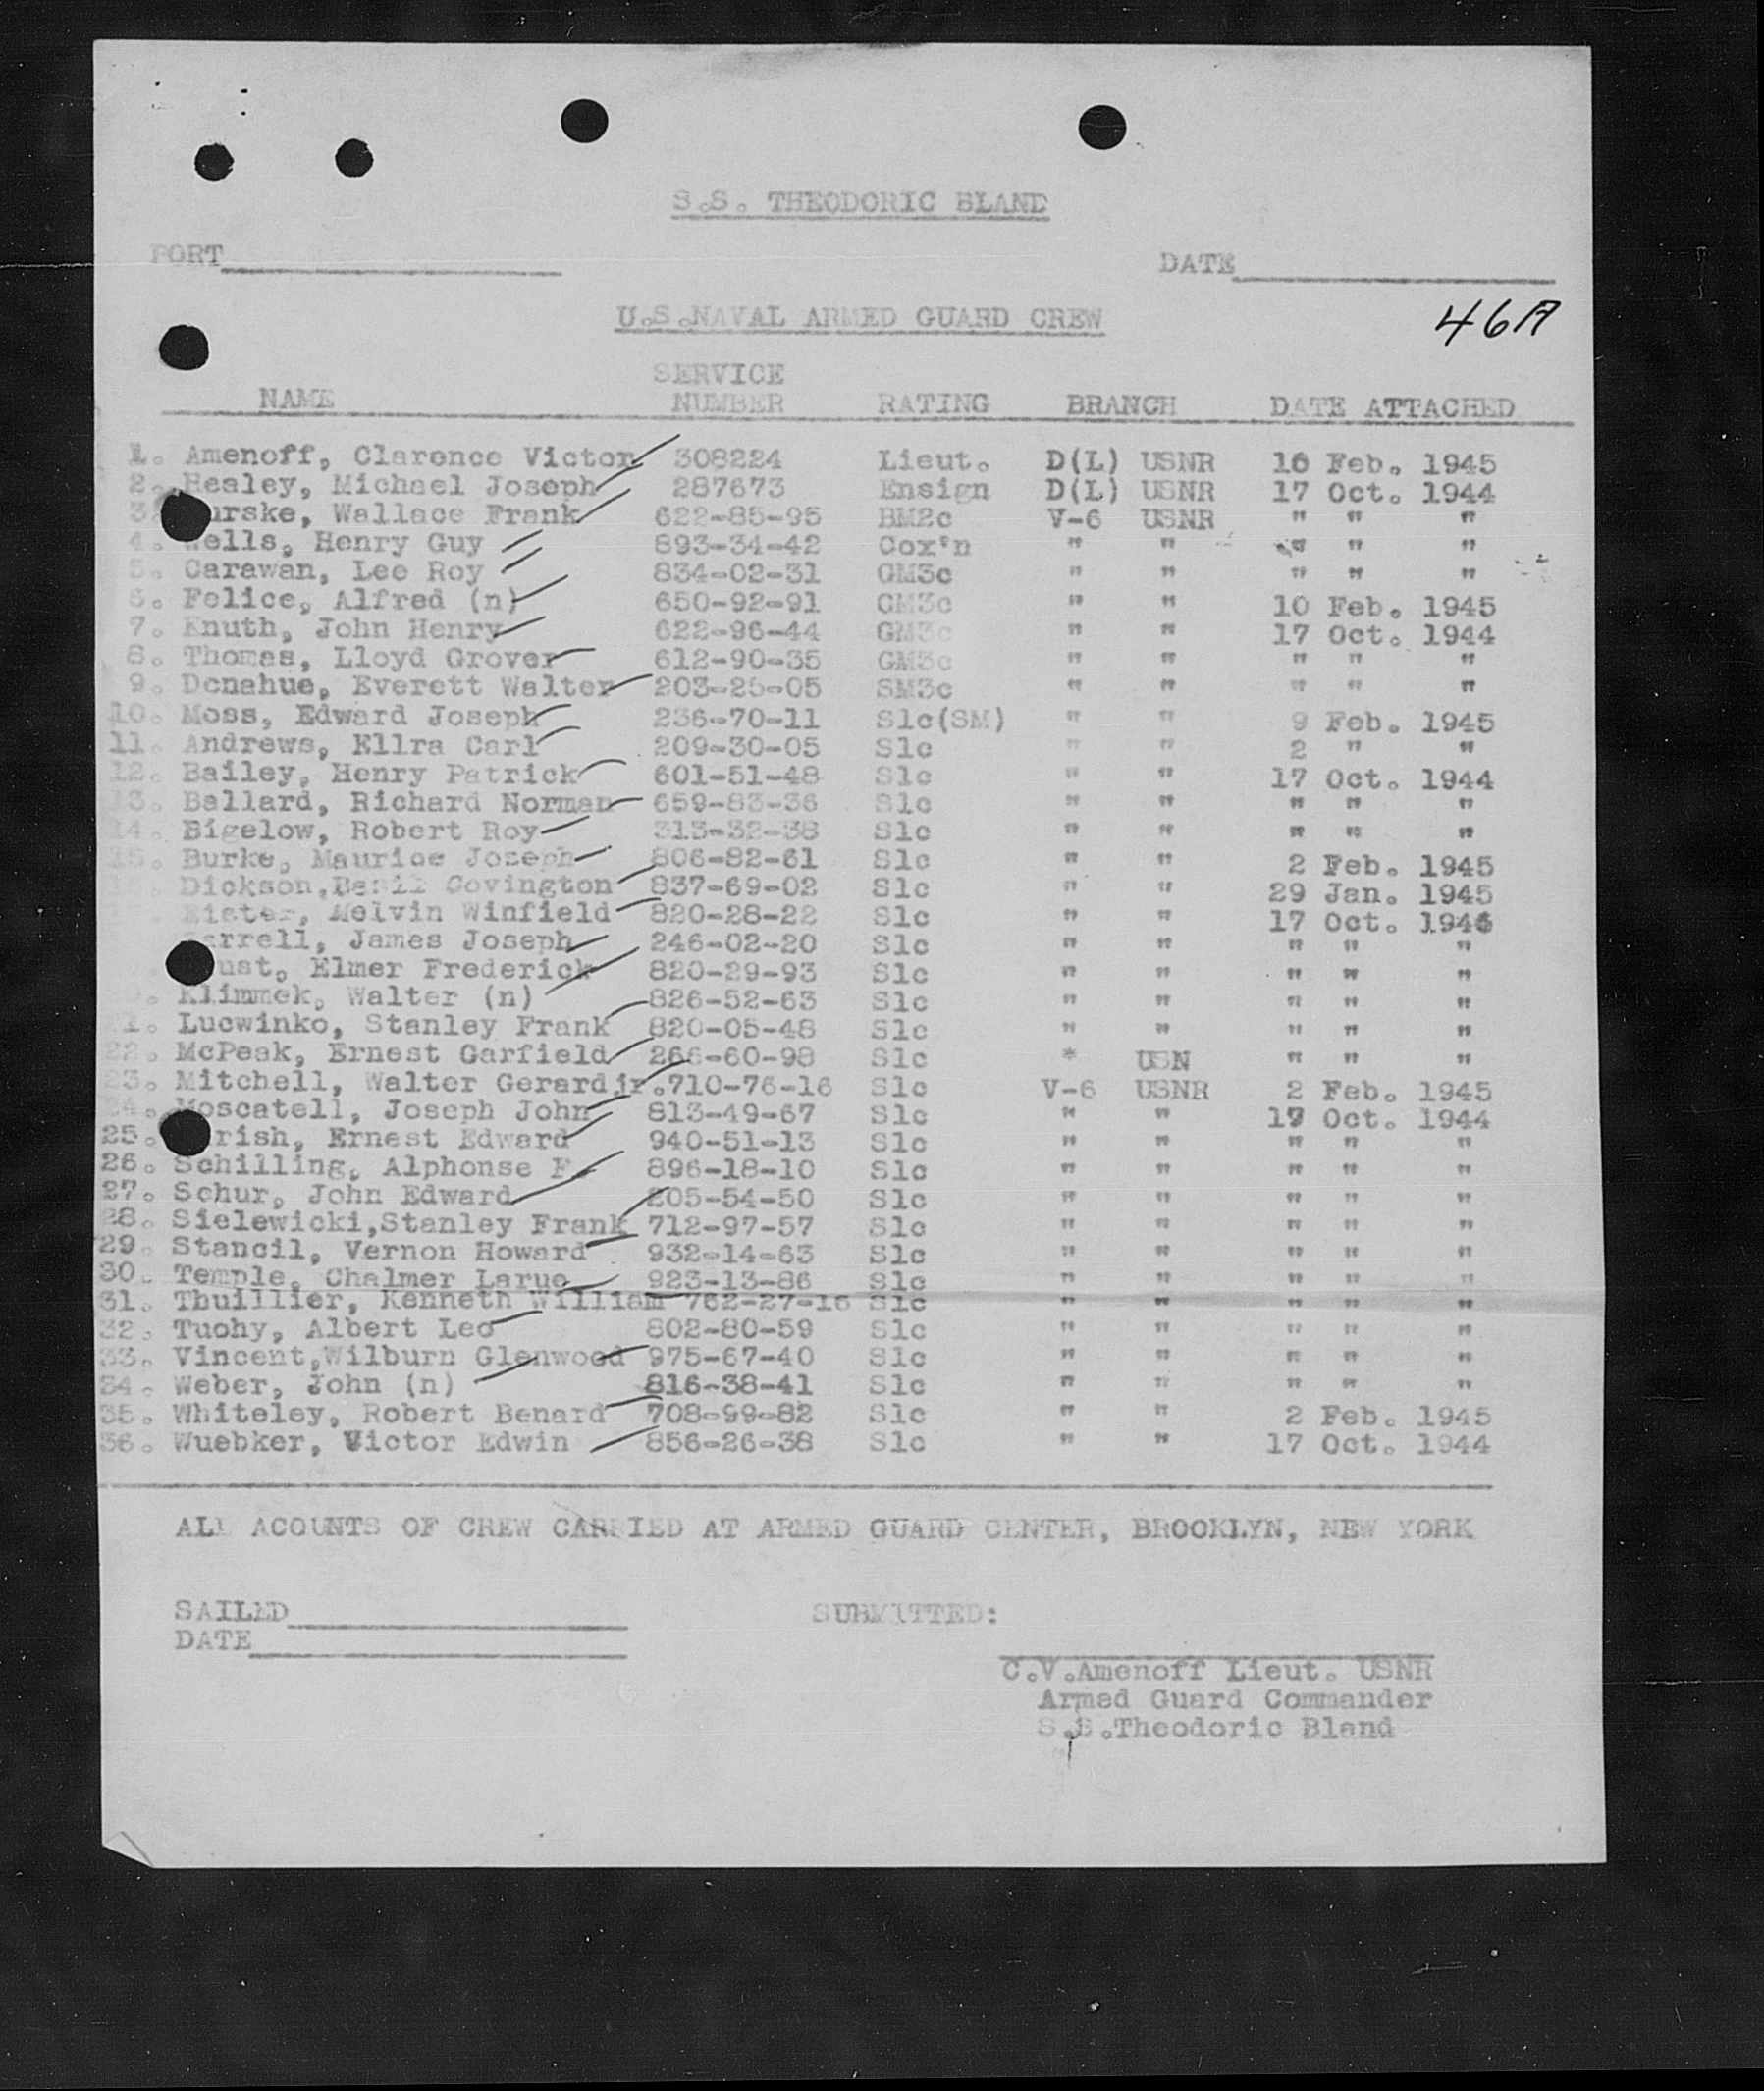 S.S. THEODORIC BLAND
PORT DATE
U.S.NAVAL ARMED GUARD CREW
46A
SERVICE
NAME NUMBER RATING BRANCH DATE ATTACHED
1. Amenoff, Clarence Victor 308224 Lieut. D(L) USNR 16 Feb. 1945
2. Healey, Michael Joseph 287673 Ensign D(L) USNR 17 Oct. 1944
3. urske, Wallace Frank 622-85-95 BM2c V-6 USNR " " "
4. Wells, Henry Guy 893-34-42 Cox'n " " " " "
5. Carawan, Lee Roy 834-02-31 GM3c " " " " "
6. Felice, Alfred (n) 650-92-91 GM3c " " 10 Feb. 1945
7. Knuth, John Henry 622-96-44 GM3c " " 17 Oct. 1944
8. Thomas, Lloyd Grover 612-90-35 GM3c " " " " "
9. Donahue, Everett Walter 203-25-05 SM3c " " " " "
10. Moss, Edward Joseph 236-70-11 S1c(SM) " " 9 Feb. 1945
11. Andrews, Ellra Carl 209-30-05 S1c " " 2 " "
12. Bailey, Henry Patrick 601-51-48 S1c " " 17 Oct. 1944
13. Ballard, Richard Norman 659-83-36 S1c " " " " "
14. Bigelow, Robert Roy 313-32-38 S1c " " " " "
15. Burke, Maurice Joseph 806-82-61 S1c " " 2 Feb. 1945
Dickson,Basil Covington 837-69-02 S1c " " 29 Jan. 1945
Melvin Winfield 820-28-22 S1c " " 17 Oct. 1944
arrell, James Joseph 246-02-20 S1c " " " " "
ust, Elmer Frederick 820-29-93 S1c " " " " "
Klimmek, Walter (n) 826-52-63 S1c " " " " "
21. Lucwinko, Stanley Frank 820-05-48 S1c " " " " "
22. McPeak, Ernest Garfield 266-60-98 S1c * USN " " "
23. Mitchell, Walter Gerard jr.710-76-16 S1c V-6 USNR 2 Feb. 1945
24. Moscatell, Joseph John 813-49-67 S1c " " 17 Oct. 1944
25. rish, Ernest Edward 940-51-13 S1c " " " " "
26. Schilling, Alphonse F. 896-18-10 S1c " " " " "
27. Schur, John Edward 205-54-50 S1c " " " " "
28. Sielewicki,Stanley Frank 712-97-57 S1c " " " " "
29. Stancil, Vernon Howard 932-14-63 S1c " " " " "
30. Temple, Chalmer Larue 923-13-86 S1c " " " " "
31. Thuillier, Kenneth William 762-27-16 S1c " " " " "
32. Tuohy, Albert Leo 802-80-59 S1c " " " " "
33. Vincent,Wilburn Glenwood 975-67-40 S1c " " " " "
34. Weber, John (n) 816-38-41 S1c " " " " "
35. Whiteley, Robert Benard 708-99-82 S1c " " 2 Feb. 1945
36. Wuebker, Victor Edwin 856-26-38 S1c " " 17 Oct. 1944
ALL ACOUNTS OF CREW CARRIED AT ARMED GUARD CENTER, BROOKLYN, NEW YORK
SAILED SUBMITTED:
DATE
C.V.Amenoff Lieut. USNR
Armed Guard Commander
S.S.Theodoric Bland